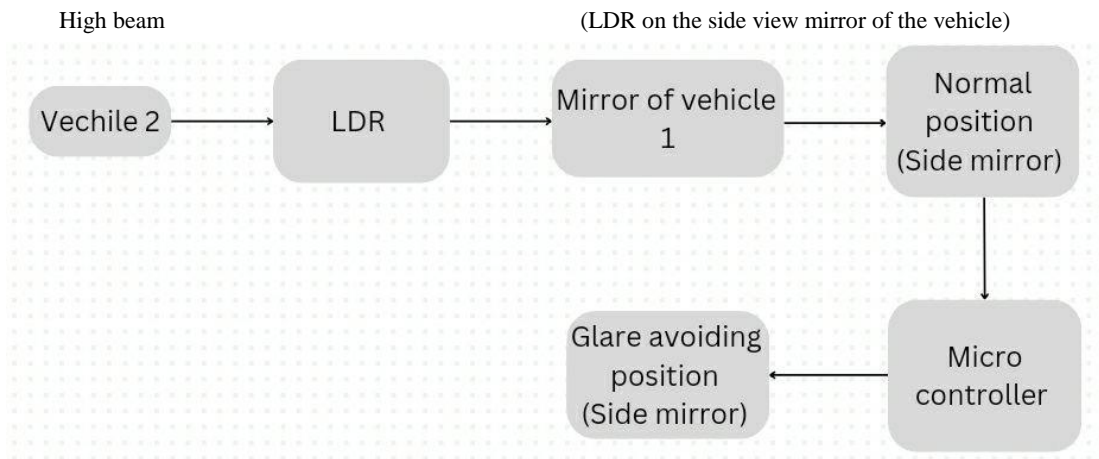 High beam
(LDR on the side view mirror of the vehicle)
Vechile 2
LDR
Mirror of vehicle
1
Normal
position
(Side mirror)
Glare avoiding
position
(Side mirror)
Micro
controller